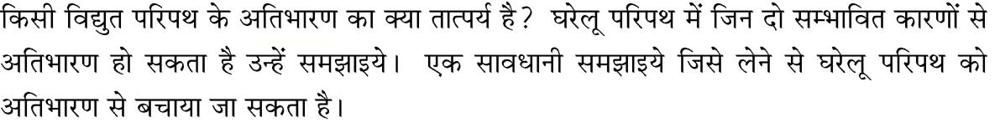 किसी विद्युत परिपथ के अतिभारण का क्या तात्पर्य है? घरेलू परिपथ में जिन दो सम्भावित कारणों से
अतिभारण हो सकता है उन्हें समझाइये। एक सावधानी समझाइये जिसे लेने से घरेलू परिपथ को
अतिभारण से बचाया जा सकता है।